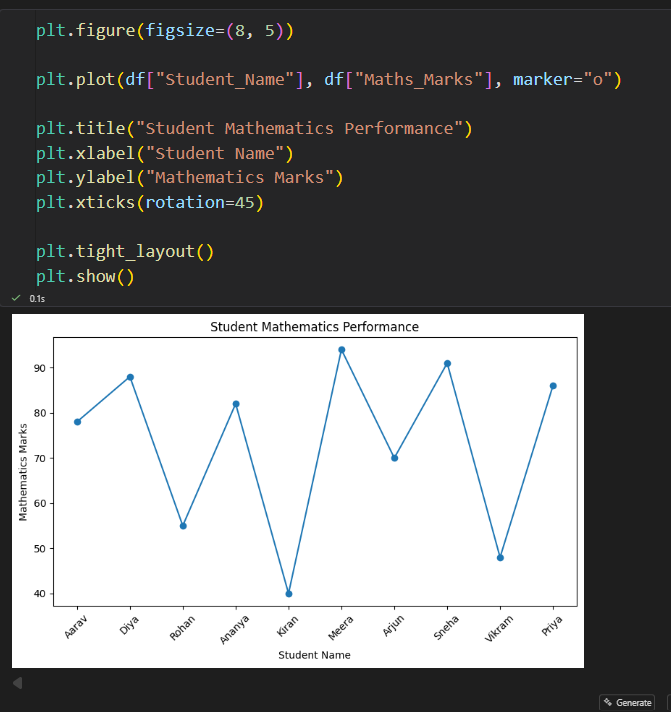 plt.figure(figsize=(8, 5))
plt.plot(df["Student_Name"], df["Maths_Marks"], marker="o")
plt.title("Student Mathematics Performance")
plt.xlabel("Student Name")
plt.ylabel("Mathematics Marks")
plt.xticks(rotation=45)
plt.tight_layout()
plt.show()
0.1s
Student Mathematics Performance
Mathematics Marks
90
80
70
60
50
40
Aarav Diya Rohan Ananya Kiran Meera Arjun Sneha Vikram Priya
Student Name
Generate